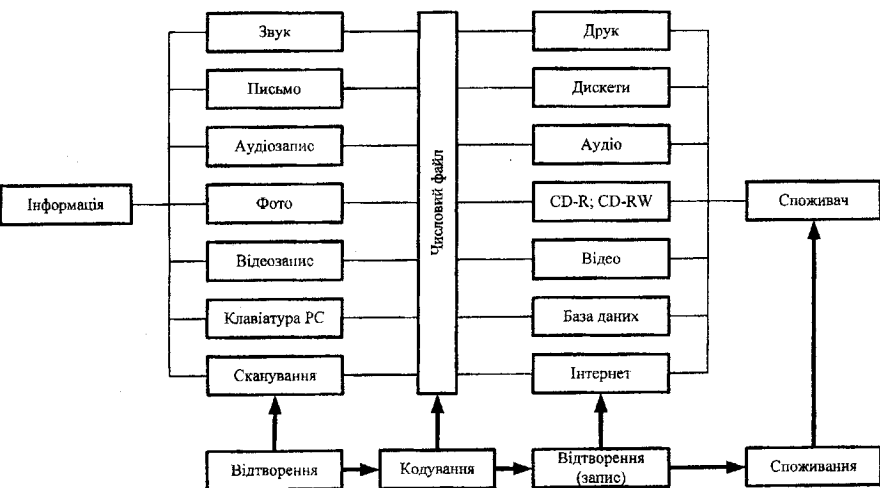 Інформація
Звук
Письмо
Аудіозапис
Фото
Відеозапис
Клавіатура PC
Сканування
Числовий файл
Друк
Дискети
Аудіо
CD-R; CD-RW
Відео
База даних
Інтернет
Споживач
Відтворення
Кодування
Відтворення
(запис)
Споживання